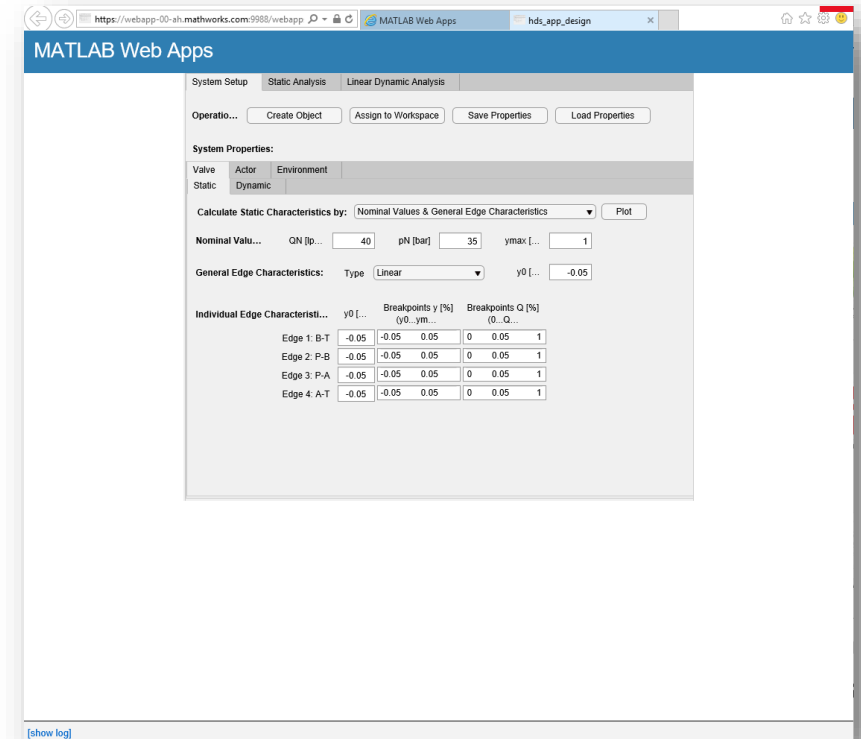 https://webapp-00-ah.mathworks.com:9988/webapp
MATLAB Web Apps
hds_app_design
MATLAB Web Apps
System Setup Static Analysis Linear Dynamic Analysis
Operatio... Create Object Assign to Workspace Save Properties Load Properties
System Properties:
Valve Actor Environment
Static Dynamic
Calculate Static Characteristics by: Nominal Values & General Edge Characteristics Plot
Nominal Valu... QN [lp... 40 pN [bar] 35 ymax [... 1
General Edge Characteristics: Type Linear y0 [... -0.05
Individual Edge Characteristi... y0 [... Breakpoints y [%] Breakpoints Q [%]
(y0...ym... (0...Q...
Edge 1: B-T -0.05 -0.05 0.05 0 0.05 1
Edge 2: P-B -0.05 -0.05 0.05 0 0.05 1
Edge 3: P-A -0.05 -0.05 0.05 0 0.05 1
Edge 4: A-T -0.05 -0.05 0.05 0 0.05 1
[show log]